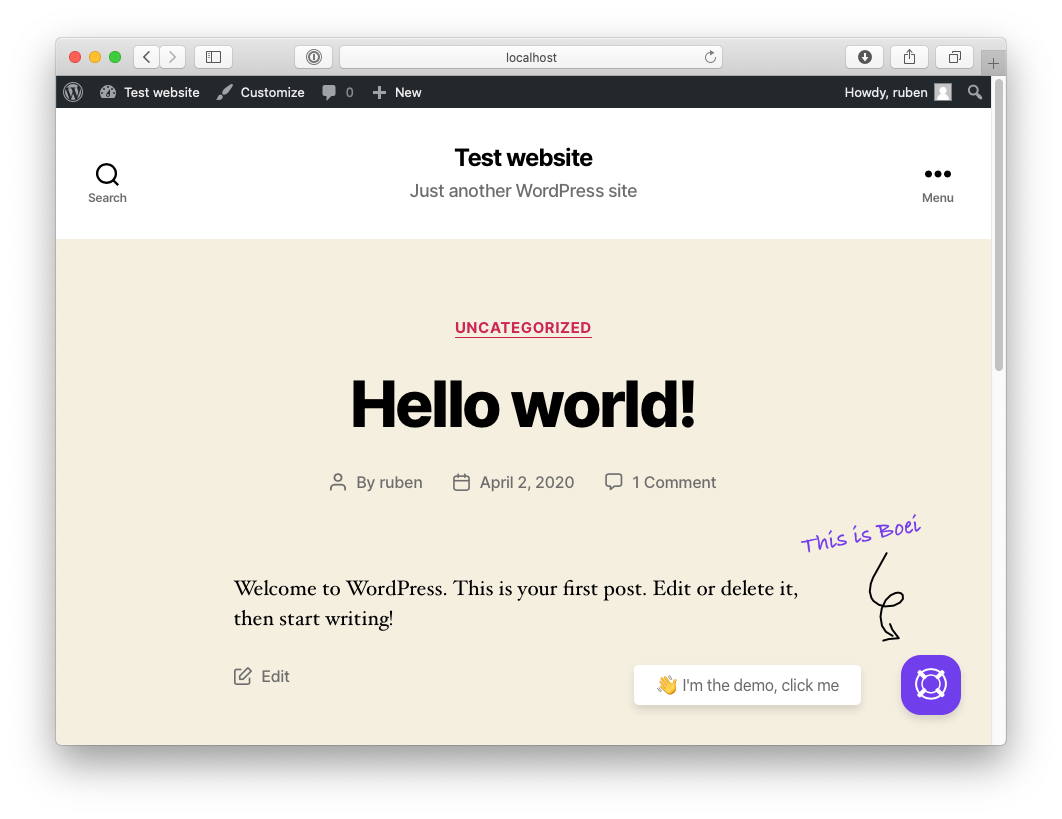 localhost
Test website Customize 0 New Howdy, ruben
Test website
Just another WordPress site
Search
Menu
UNCATEGORIZED
Hello world!
By ruben April 2, 2020 1 Comment
This is Boei
Welcome to WordPress. This is your first post. Edit or delete it,
then start writing!
Edit
👋 I'm the demo, click me